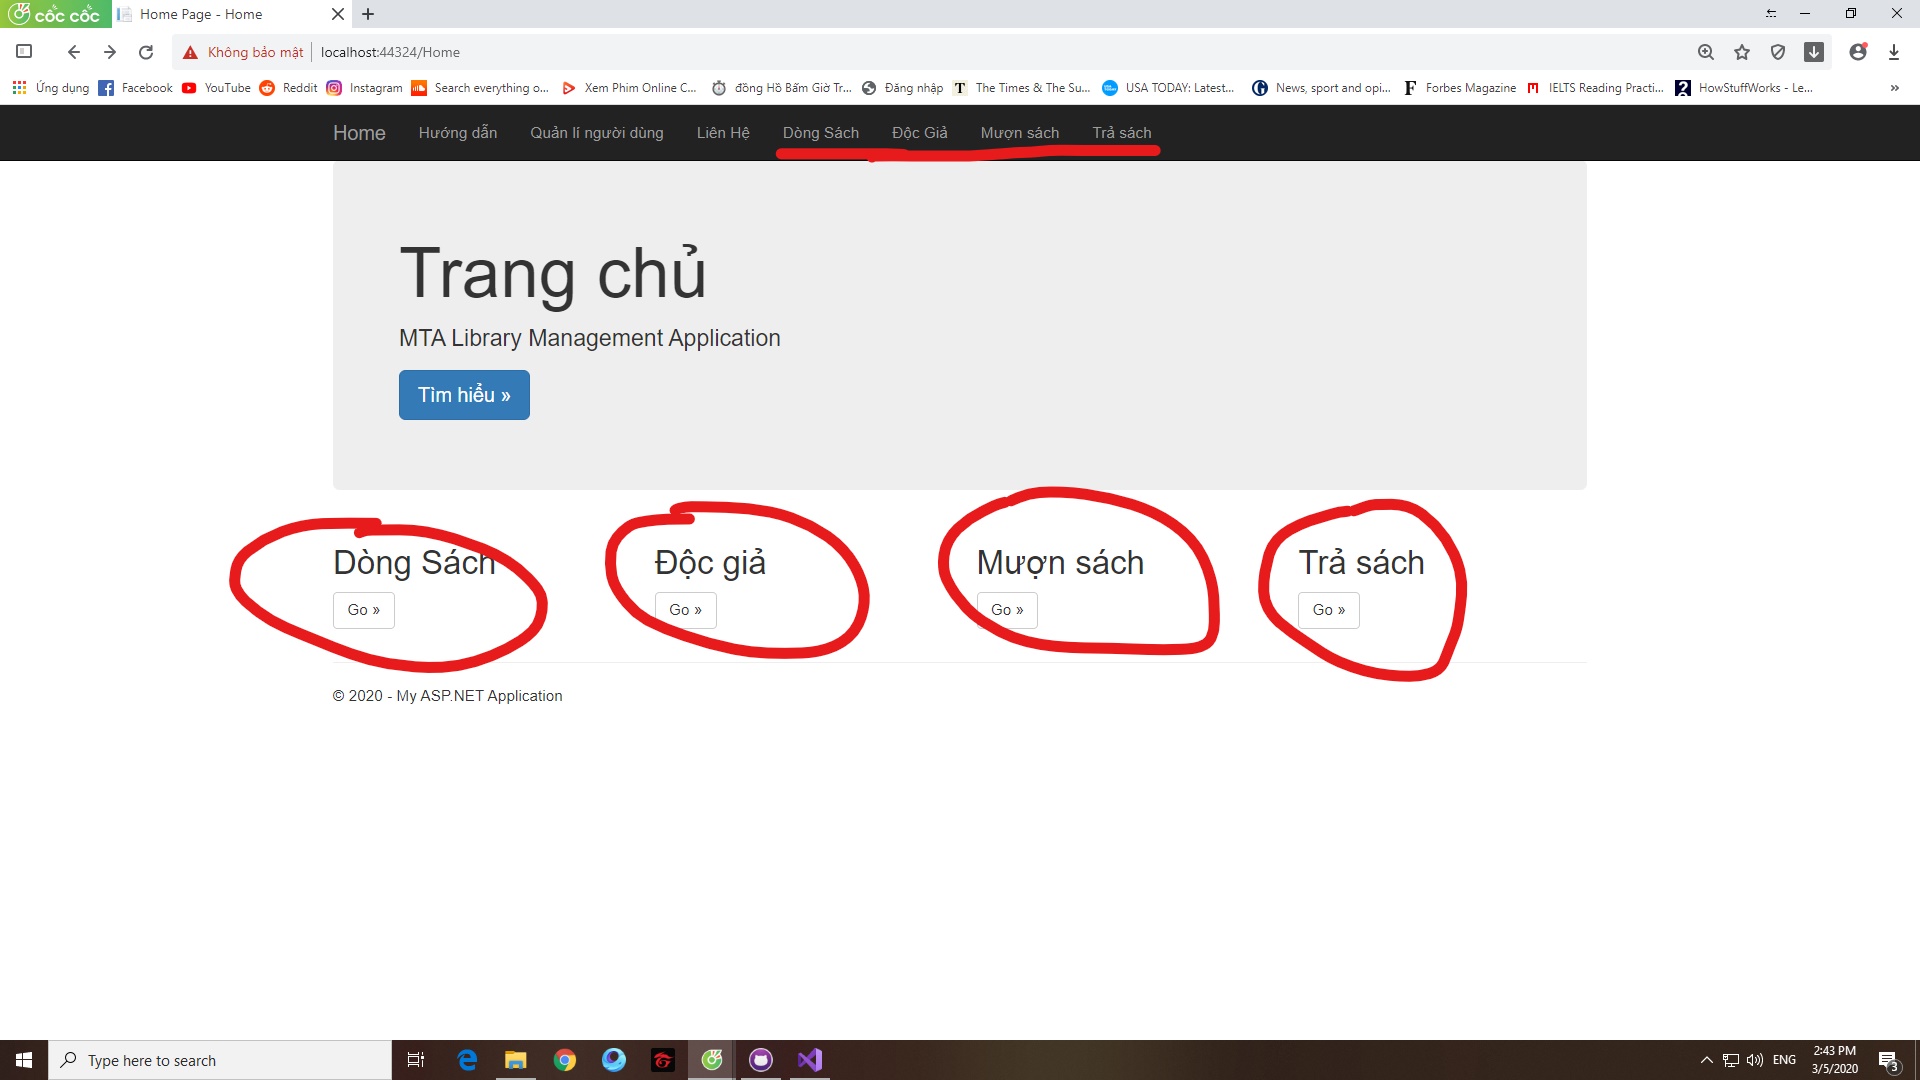 cốc cốc
Home Page - Home
Không bảo mật
localhost:44324/Home
Ứng dụng
Facebook
YouTube
Reddit
Instagram
Search everything o...
Xem Phim Online C...
đồng Hồ Bấm Giờ Tr...
Đăng nhập
T The Times & The Su...
USA TODAY: Latest...
News, sport and opi...
F Forbes Magazine
IELTS Reading Practi...
HowStuffWorks - Le...
»
Home Hướng dẫn Quản lí người dùng Liên Hệ Dòng Sách Độc Giả Mượn sách Trả sách
Trang chủ
MTA Library Management Application
Tìm hiểu »
Dòng Sách Độc giả Mượn sách Trả sách
Go » Go » Go » Go »
© 2020 - My ASP.NET Application
Type here to search
ENG
2:43 PM
3/5/2020
3